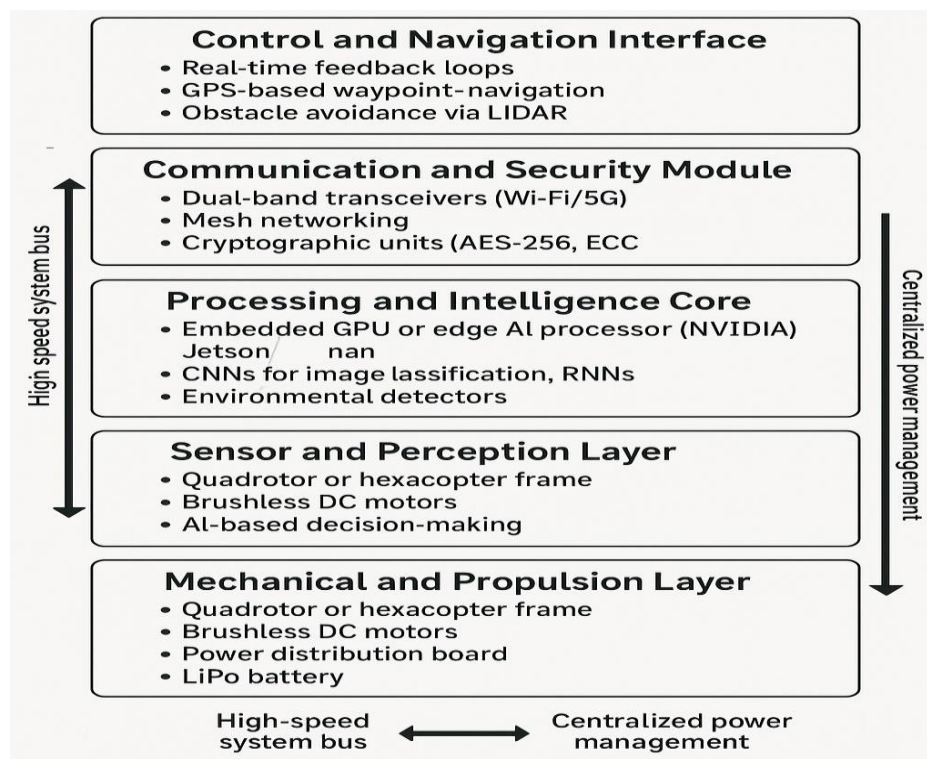 Control and Navigation Interface
• Real-time feedback loops
• GPS-based waypoint-navigation
• Obstacle avoidance via LIDAR
Communication and Security Module
• Dual-band transceivers (Wi-Fi/5G)
• Mesh networking
• Cryptographic units (AES-256, ECC
Processing and Intelligence Core
• Embedded GPU or edge AI processor (NVIDIA)
Jetson nan
• CNNs for image lassification, RNNs
• Environmental detectors
Sensor and Perception Layer
• Quadrotor or hexacopter frame
• Brushless DC motors
• AI-based decision-making
Mechanical and Propulsion Layer
• Quadrotor or hexacopter frame
• Brushless DC motors
• Power distribution board
• LiPo battery
High speed system bus
Centralized power management
High-speed
system bus
Centralized power
management